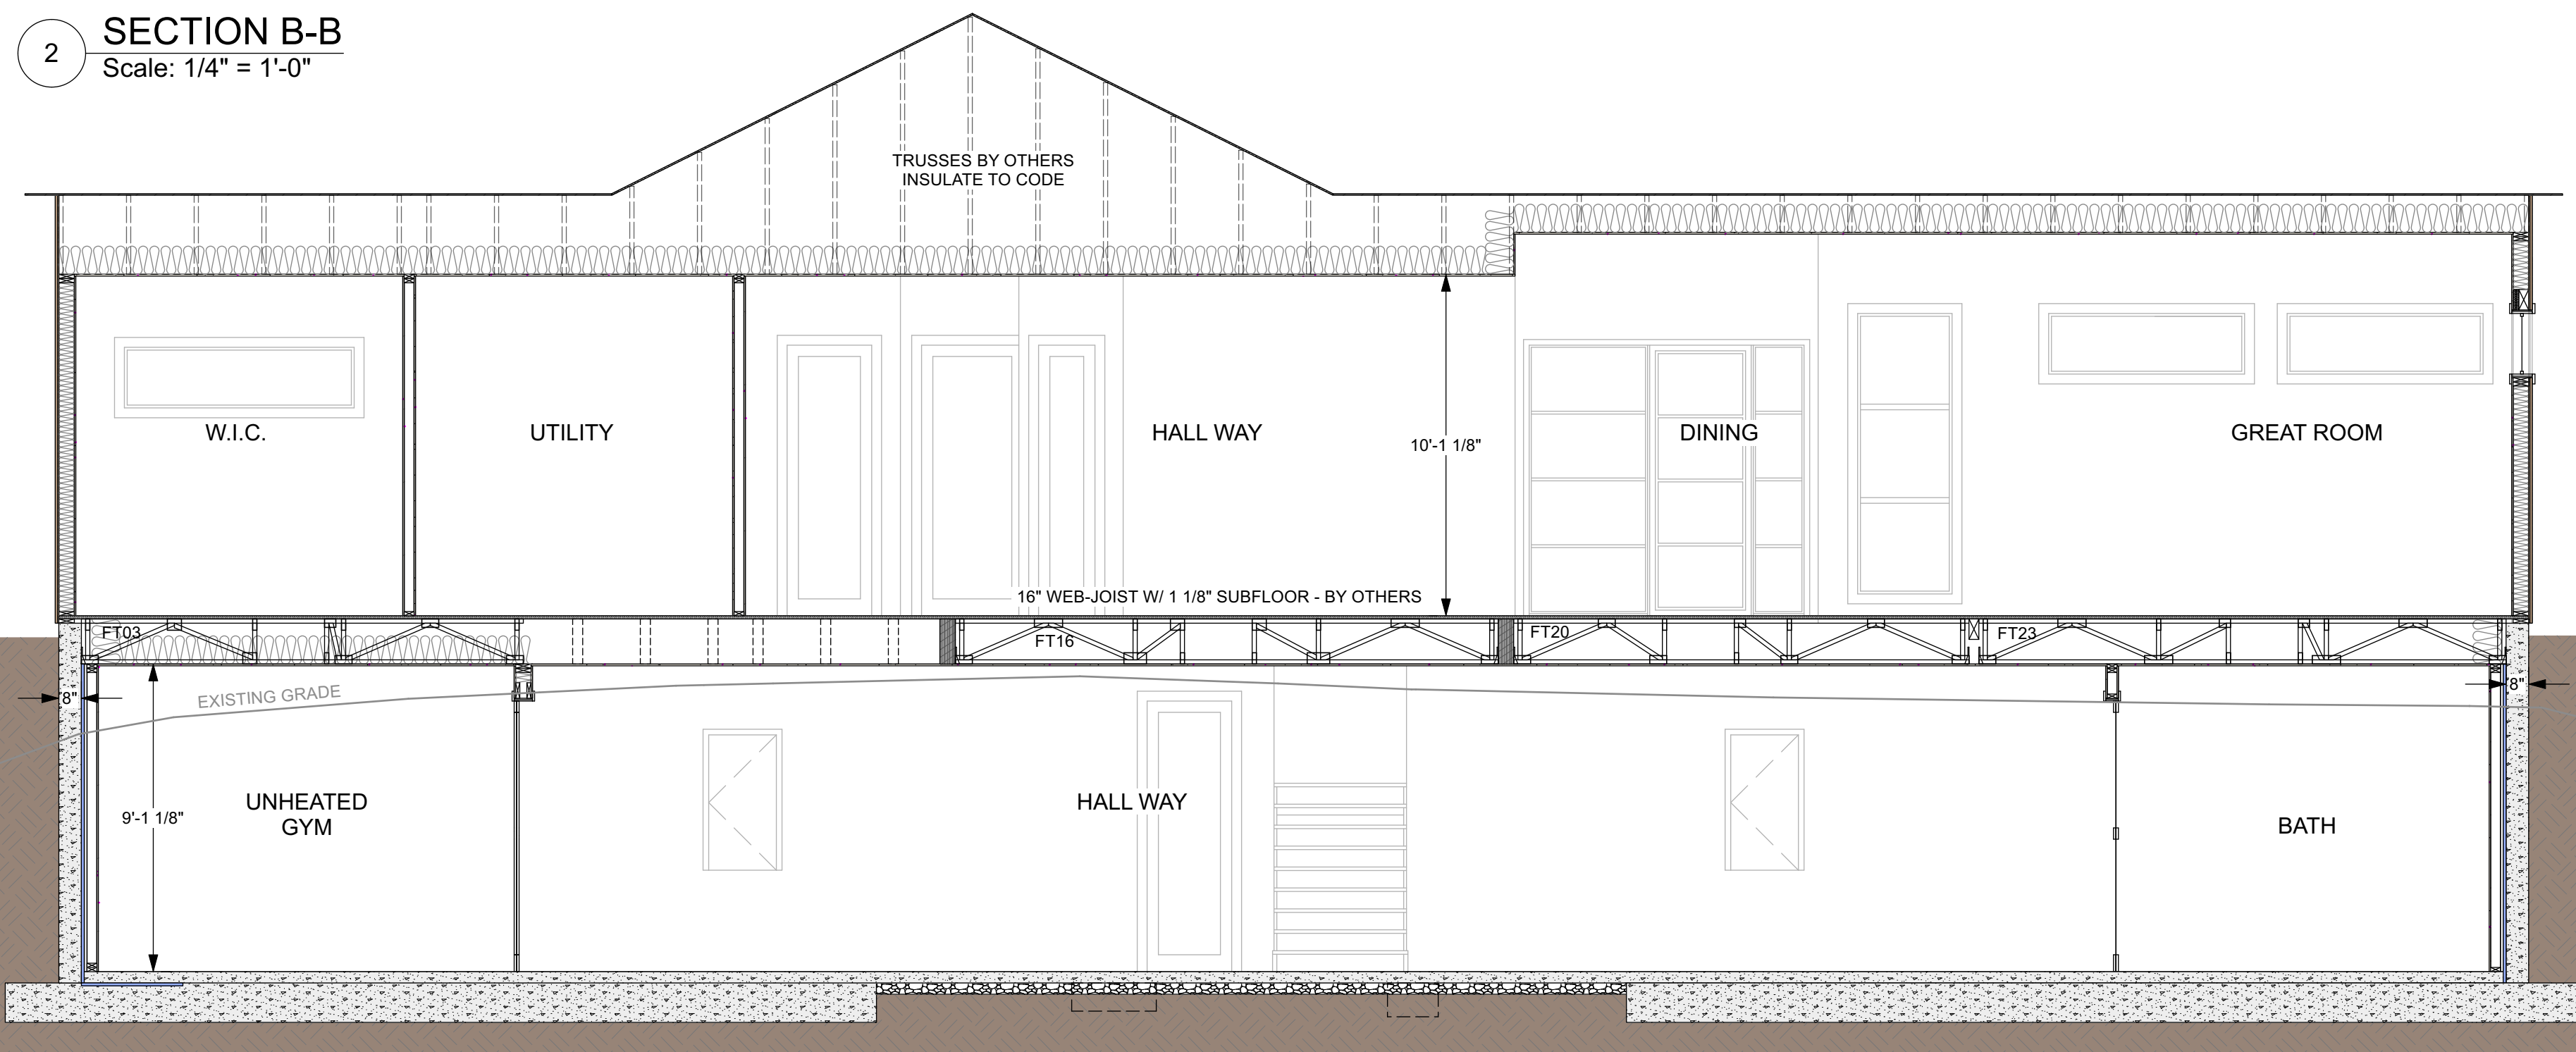 2
SECTION B-B
Scale: 1/4" = 1'-0"
TRUSSES BY OTHERS
INSULATE TO CODE
W.I.C.
UTILITY
HALL WAY
10'-1 1/8"
DINING
GREAT ROOM
16" WEB-JOIST W/ 1 1/8" SUBFLOOR - BY OTHERS
FT03
FT16
FT20
FT23
8"
EXISTING GRADE
8"
9'-1 1/8"
UNHEATED
GYM
HALL WAY
BATH